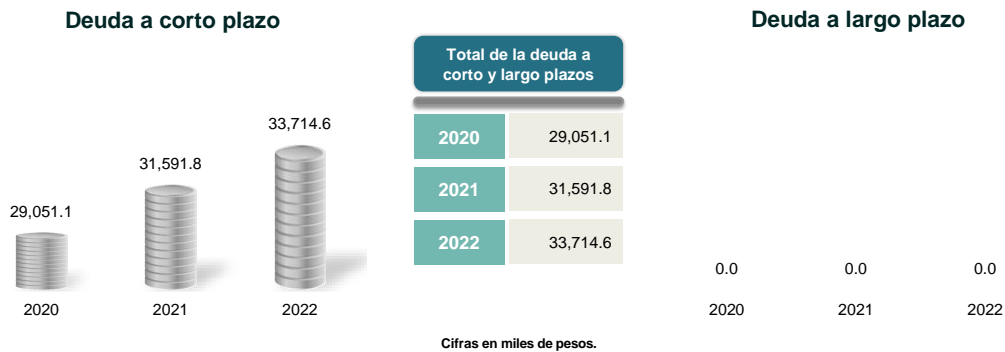 Deuda a corto plazo
33,714.6
31,591.8
29,051.1
2020
2021
2022
Total de la deuda a
corto y largo plazos
2020 29,051.1
2021 31,591.8
2022 33,714.6
Deuda a largo plazo
0.0 0.0 0.0
2020 2021 2022
Cifras en miles de pesos.